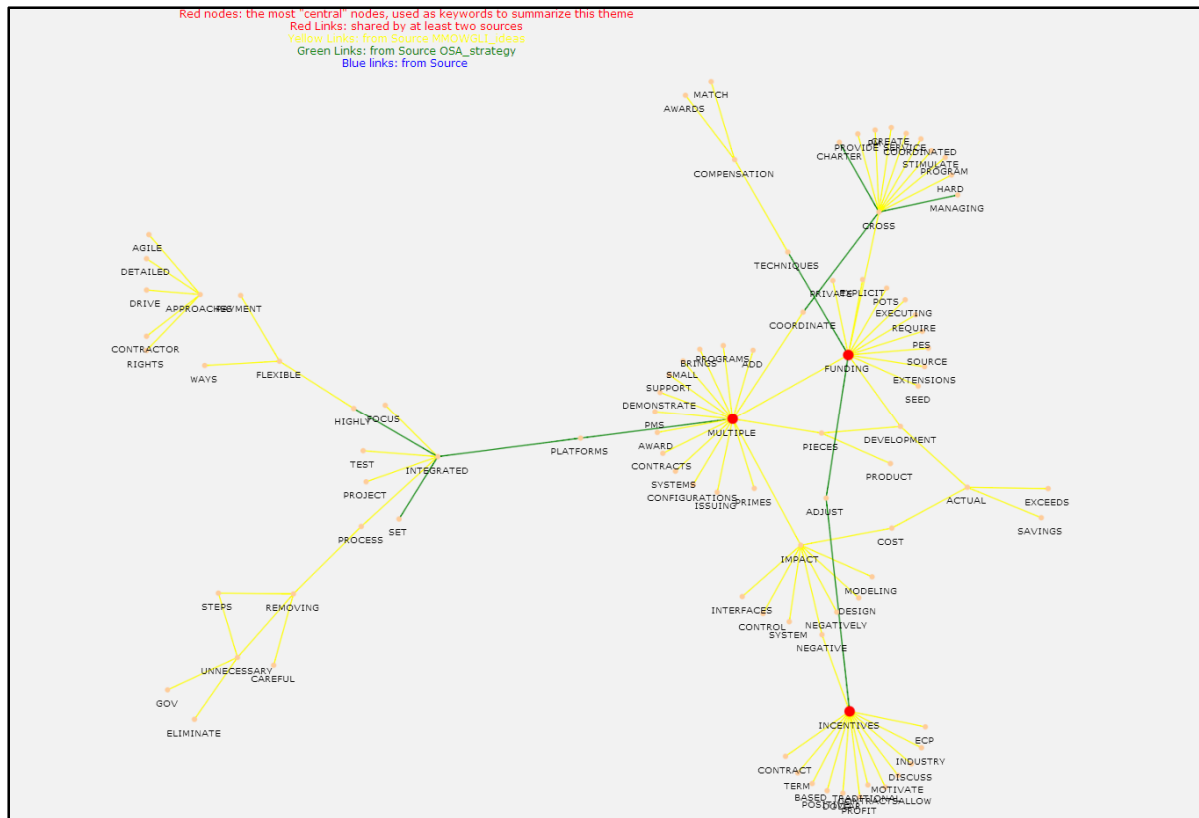 Red nodes: the most "central" nodes, used as keywords to summarize this theme
Red Links: shared by at least two sources
Yellow Links: from Source MMOWGLI_ideas
Green Links: from Source OSA_strategy
Blue links: from Source
MATCH
AWARDS
COMPENSATION
CREATE
PROVIDE SERVICE
CHARTER
COORDINATED
STIMULATE
PROGRAM
HARD
MANAGING
CROSS
AGILE
DETAILED
DRIVE
APPROACHES
PAYMENT
CONTRACTOR
RIGHTS
WAYS
FLEXIBLE
TECHNIQUES
PRIVATE
EXPLICIT
POTS
EXECUTING
COORDINATE
REQUIRE
PES
SOURCE
FUNDING
EXTENSIONS
SEED
PROGRAMS
BRINGS
ADD
SMALL
SUPPORT
DEMONSTRATE
PMS
MULTIPLE
AWARD
CONTRACTS
SYSTEMS
CONFIGURATIONS
ISSUING
PRIMES
HIGHLY
FOCUS
TEST
INTEGRATED
PLATFORMS
PROJECT
SET
PROCESS
PIECES
DEVELOPMENT
PRODUCT
ACTUAL
EXCEEDS
SAVINGS
ADJUST
COST
IMPACT
MODELING
INTERFACES
DESIGN
CONTROL
NEGATIVELY
SYSTEM
NEGATIVE
STEPS
REMOVING
UNNECESSARY
CAREFUL
GOV
ELIMINATE
INCENTIVES
ECP
INDUSTRY
CONTRACT
DISCUSS
TERM
MOTIVATE
BASED
TRADITIONAL
CONTRACTS
ALLOW
PROFIT